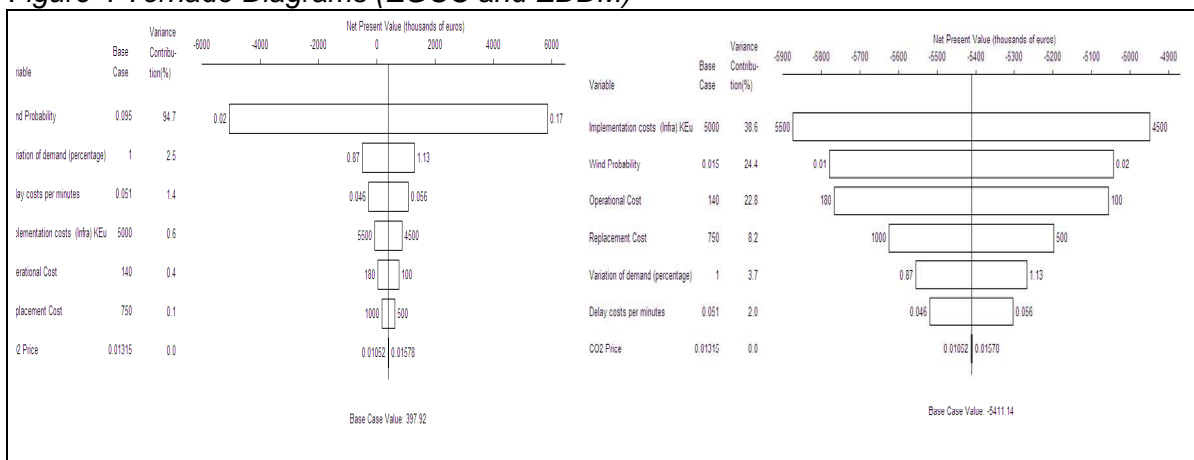 Figure Tornado Diagrams and EDDM)
Net Present Value (thousands of euros)
-6000 -4000 -2000 0 2000 4000 6000
Variance
Base Contribu-
riable Case tion(%)
nd Probability 0.095 94.7 0.02 0.17
riation of demand (percentage) 1 2.5 0.87 1.13
lay costs per minutes 0.051 1.4 0.046 0.056
plementation costs (Infra) KEu 5000 0.6 5500 4500
erational Cost 140 0.4 180 100
placement Cost 750 0.1 1000 500
2 Price 0.01315 0.0 0.01052 0.01578
Base Case Value: 397.92
Net Present Value (thousands of euros)
-5900 -5800 -5700 -5600 -5500 -5400 -5300 -5200 -5100 -5000 -4900
Variance
Base Contribu-
Variable Case tion(%)
Implementation costs (Infra) KEu 5000 38.6 5500 4500
Wind Probability 0.015 24.4 0.01 0.02
Operational Cost 140 22.8 180 100
Replacement Cost 750 8.2 1000 500
Variation of demand (percentage) 1 3.7 0.87 1.13
Delay costs per minutes 0.051 2.0 0.046 0.056
CO2 Price 0.01315 0.0 0.01052 0.01578
Base Case Value: -5411.14